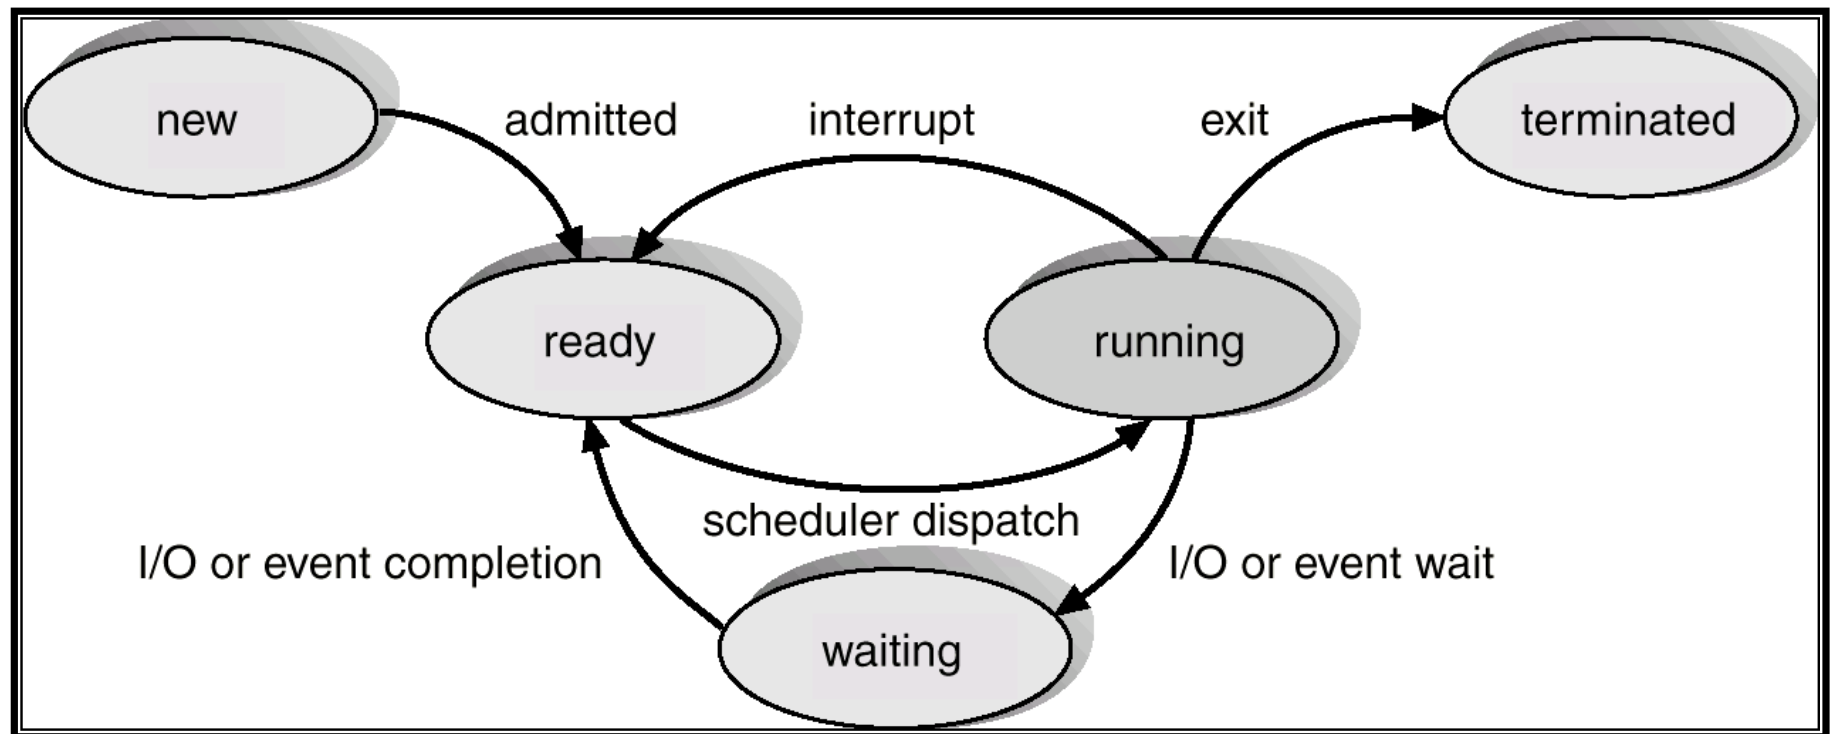 new
admitted
interrupt
exit
terminated
ready
running
scheduler dispatch
I/O or event completion
I/O or event wait
waiting